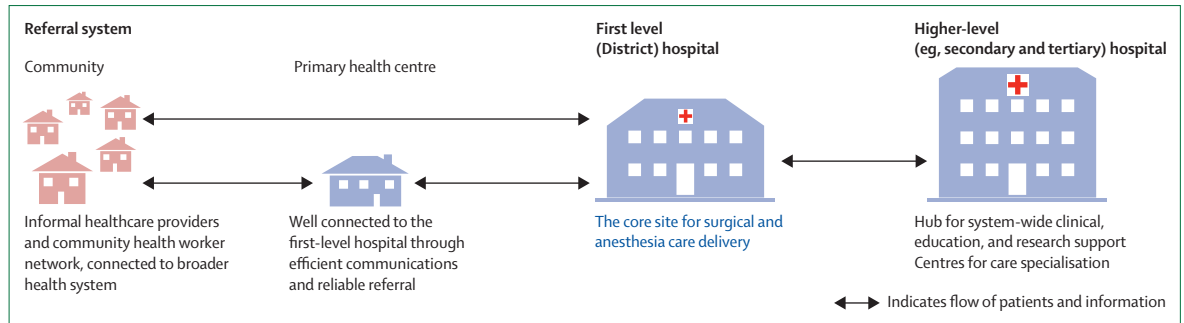 Referral system
Community
Primary health centre
First level
(District) hospital
Higher-level
(eg, secondary and tertiary) hospital
Informal healthcare providers
and community health worker
network, connected to broader
health system
Well connected to the
first-level hospital through
efficient communications
and reliable referral
The core site for surgical and
anesthesia care delivery
Hub for system-wide clinical,
education, and research support
Centres for care specialisation
Indicates flow of patients and information